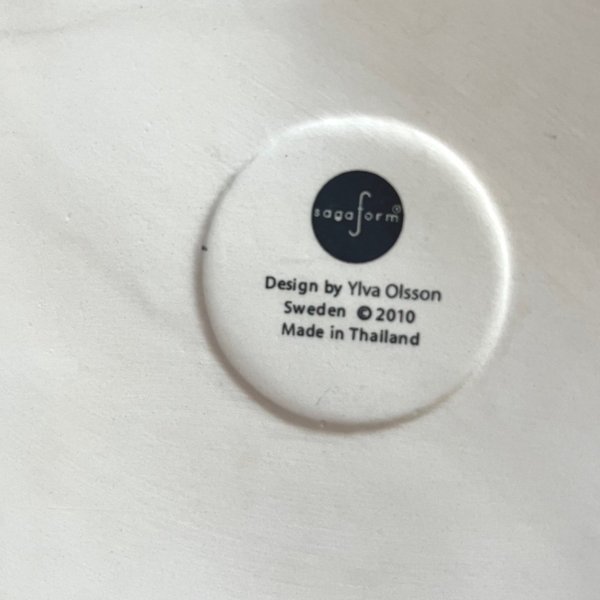 sagaform®
Design by Ylva Olsson
Sweden ©2010
Made in Thailand